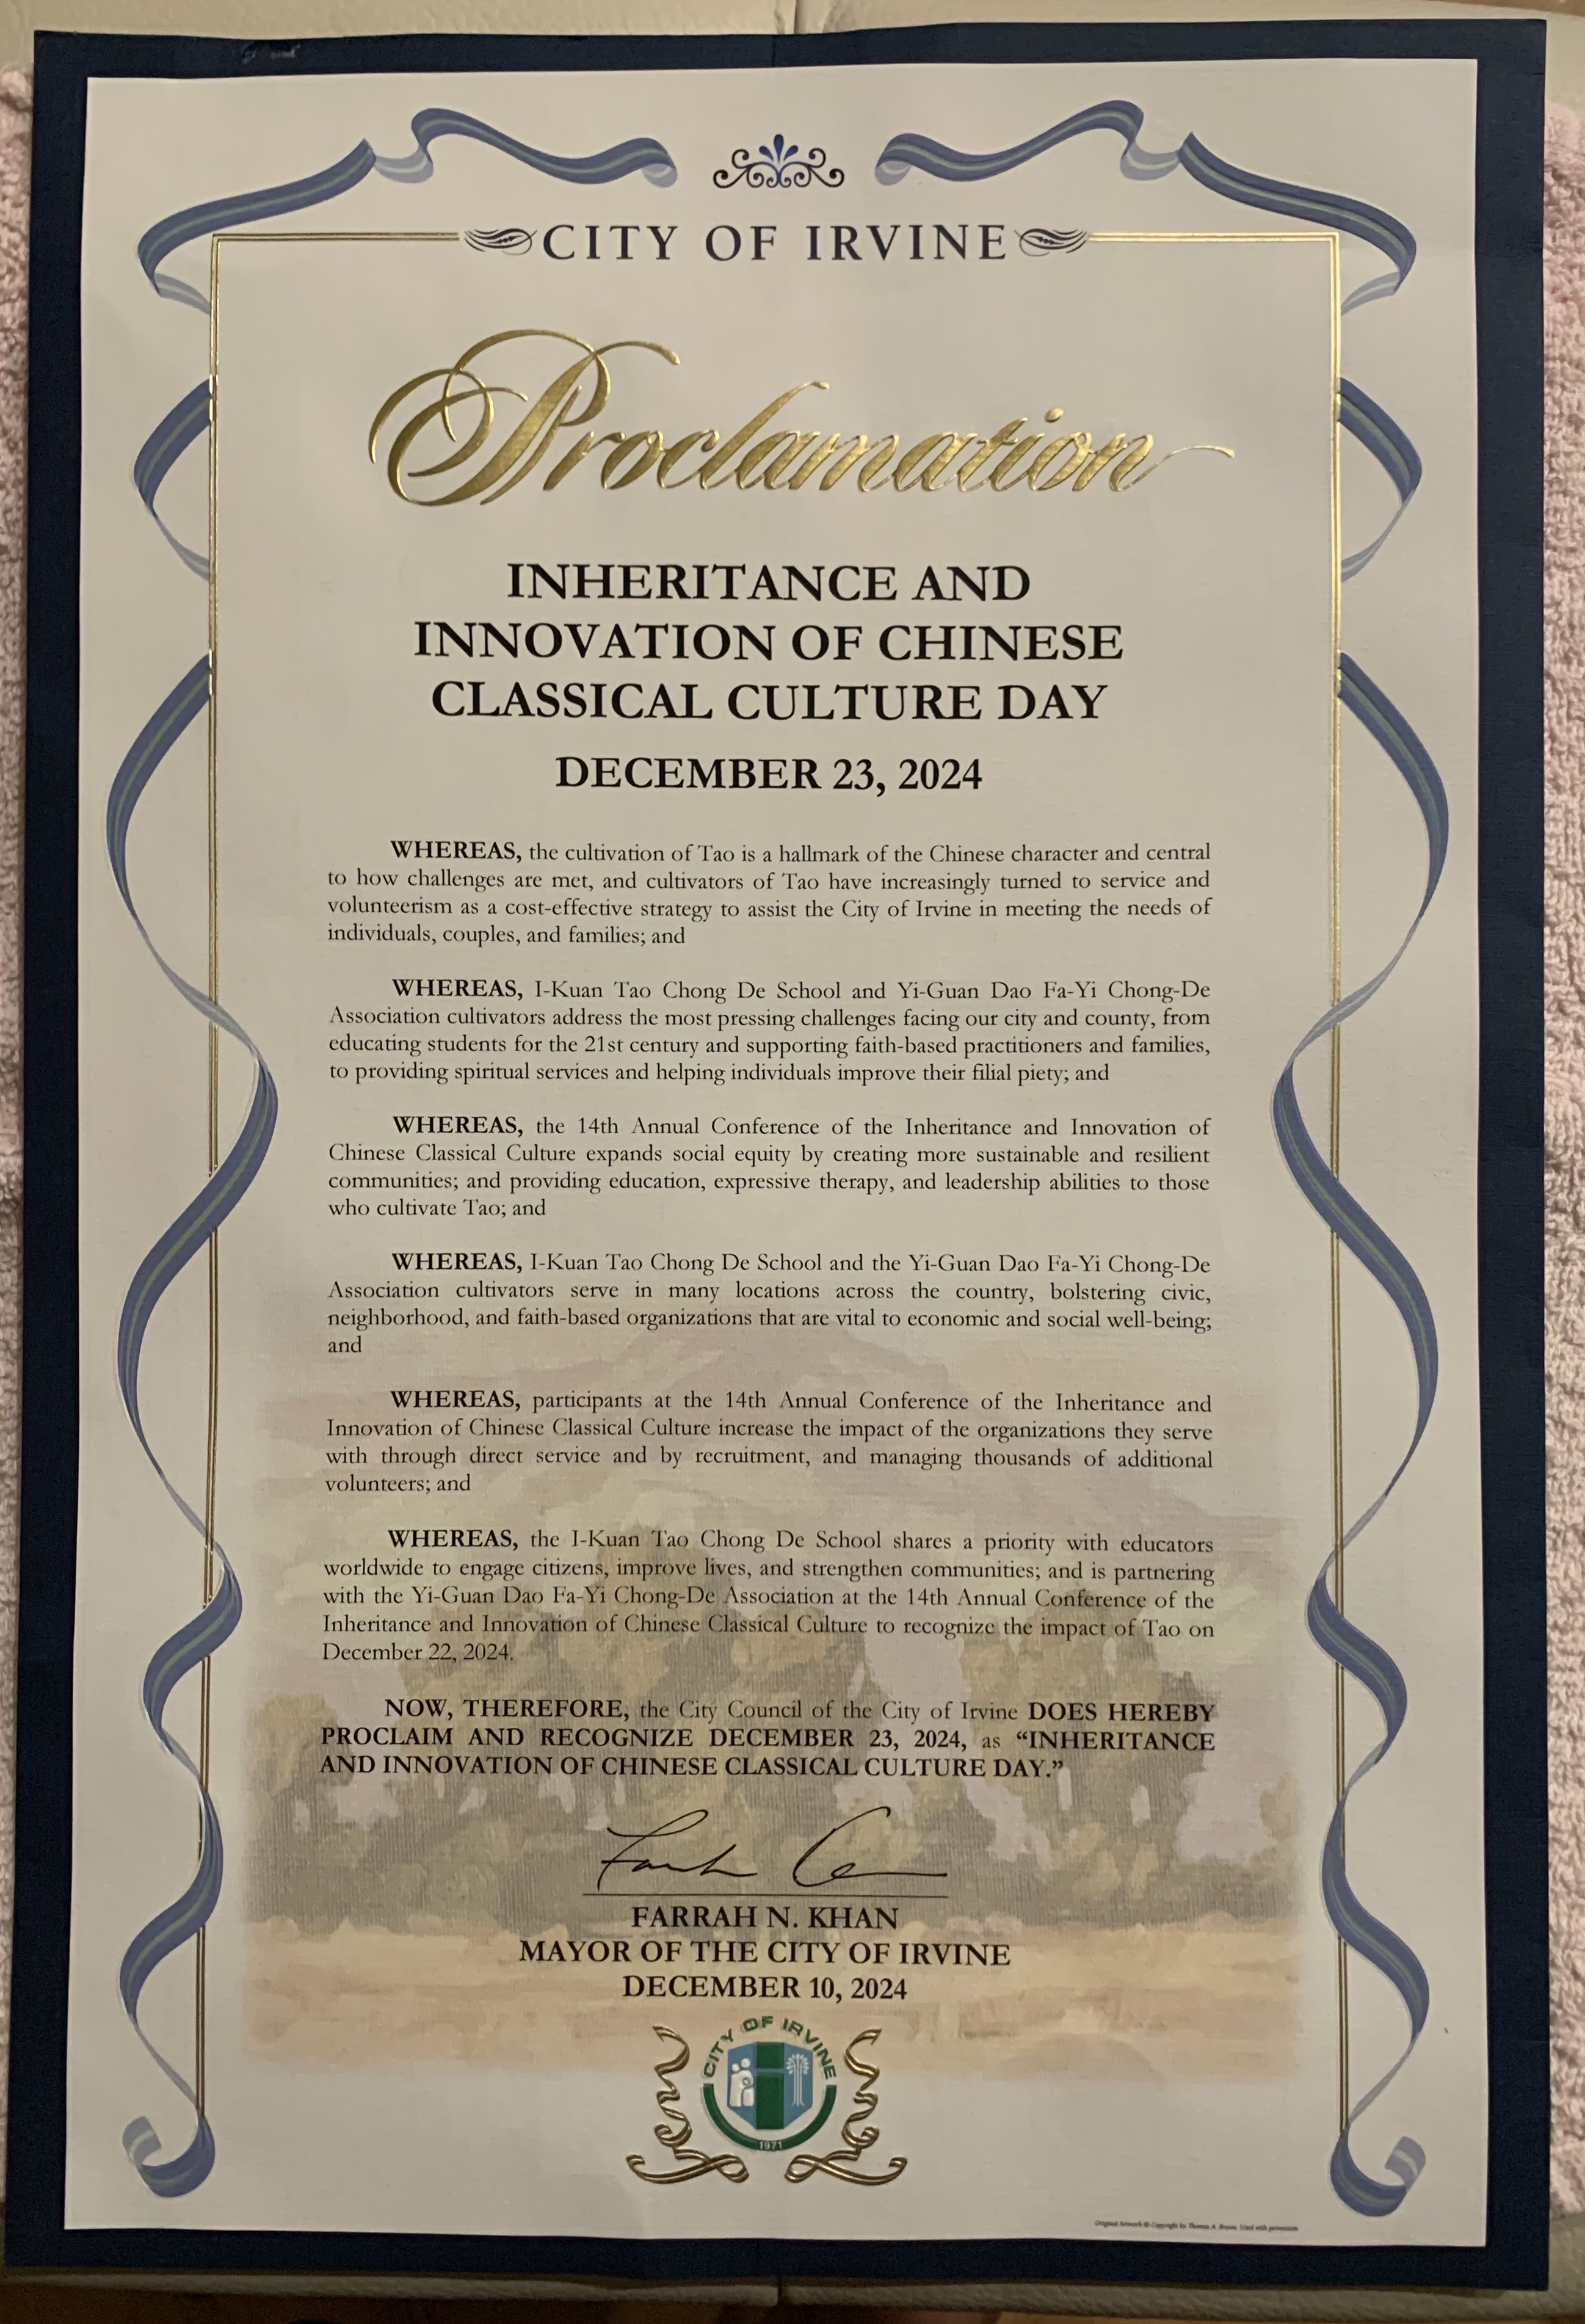 CITY OF IRVINE
Proclamation
INHERITANCE AND
INNOVATION OF CHINESE
CLASSICAL CULTURE DAY
DECEMBER 23, 2024
WHEREAS, the cultivation of Tao is a hallmark of the Chinese character and central
to how challenges are met, and cultivators of Tao have increasingly turned to service and
volunteerism as a cost-effective strategy to assist the City of Irvine in meeting the needs of
individuals, couples, and families; and
WHEREAS, I-Kuan Tao Chong De School and Yi-Guan Dao Fa-Yi Chong-De
Association cultivators address the most pressing challenges facing our city and county, from
educating students for the 21st century and supporting faith-based practitioners and families,
to providing spiritual services and helping individuals improve their filial piety; and
WHEREAS, the 14th Annual Conference of the Inheritance and Innovation of
Chinese Classical Culture expands social equity by creating more sustainable and resilient
communities; and providing education, expressive therapy, and leadership abilities to those
who cultivate Tao; and
WHEREAS, I-Kuan Tao Chong De School and the Yi-Guan Dao Fa-Yi Chong-De
Association cultivators serve in many locations across the country, bolstering civic,
neighborhood, and faith-based organizations that are vital to economic and social well-being;
and
WHEREAS, participants at the 14th Annual Conference of the Inheritance and
Innovation of Chinese Classical Culture increase the impact of the organizations they serve
with through direct service and by recruitment, and managing thousands of additional
volunteers; and
WHEREAS, the I-Kuan Tao Chong De School shares a priority with educators
worldwide to engage citizens, improve lives, and strengthen communities; and is partnering
with the Yi-Guan Dao Fa-Yi Chong-De Association at the 14th Annual Conference of the
Inheritance and Innovation of Chinese Classical Culture to recognize the impact of Tao on
December 22, 2024.
NOW, THEREFORE, the City Council of the City of Irvine DOES HEREBY
PROCLAIM AND RECOGNIZE DECEMBER 23, 2024, as “INHERITANCE
AND INNOVATION OF CHINESE CLASSICAL CULTURE DAY.”
FARRAH N. KHAN
MAYOR OF THE CITY OF IRVINE
DECEMBER 10, 2024
CITY OF IRVINE
1971
Original Artwork © Copyright by Thomas A. Brown. Used with permission